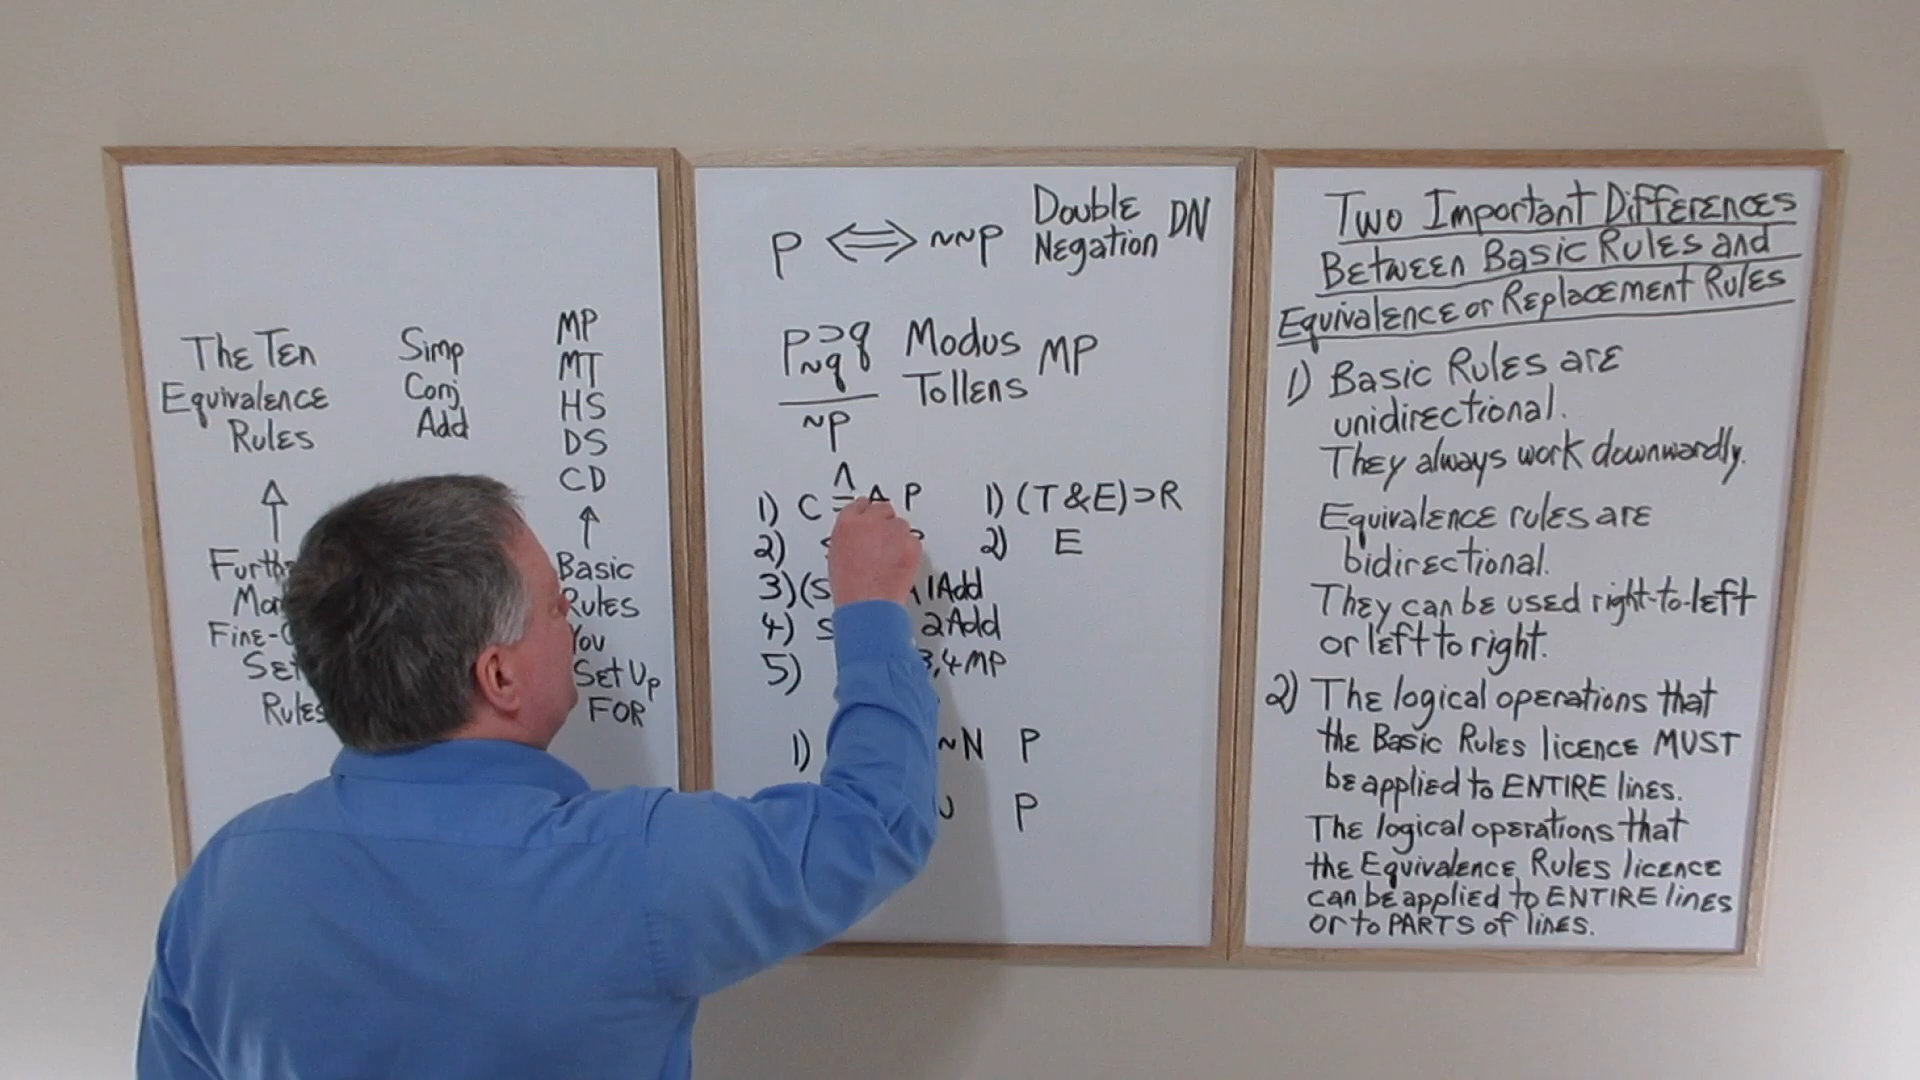 The Ten
Equivalence
Rules
Simp
Conj
Add
MP
MT
HS
DS
CD
Rules
Basic
Rules
You
Set Up
FOR
P ⟺ ~~P Double
Negation DN
P⊃q Modus
~q Tollens MP
~P
1) C P
2)
3) (S 1Add
4) S 2Add
5) 3,4 MP
1) ~N P
P
1) (T & E) ⊃ R
2) E
Two Important Differences
Between Basic Rules and
Equivalence or Replacement Rules
1) Basic Rules are
unidirectional.
They always work downwardly.
Equivalence rules are
bidirectional.
They can be used right-to-left
or left to right.
2) The logical operations that
the Basic Rules licence MUST
be applied to ENTIRE lines.
The logical operations that
the Equivalence Rules licence
can be applied to ENTIRE lines
or to PARTS of lines.